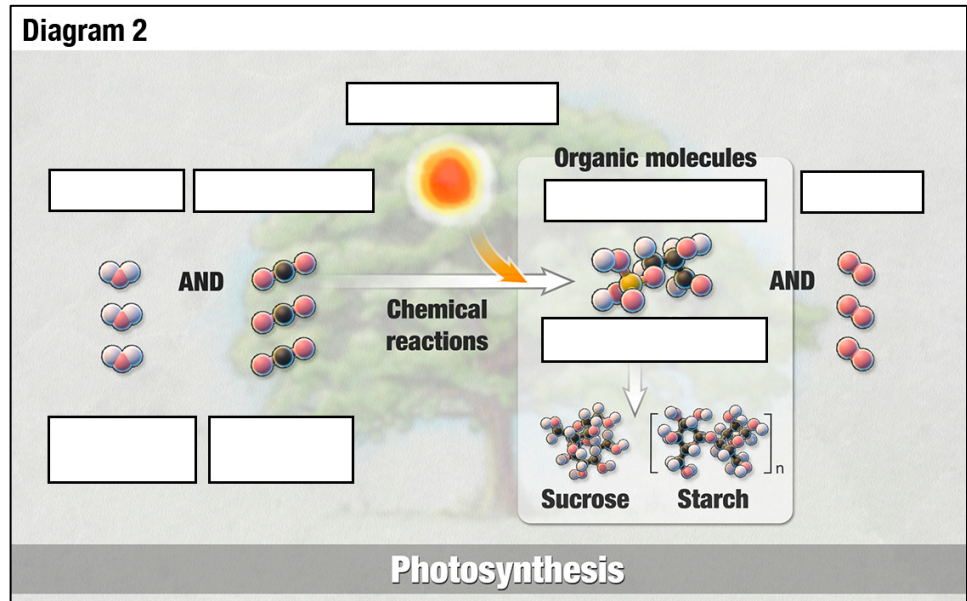 Diagram 2
Organic molecules
AND
AND
Chemical
reactions
n
Sucrose
Starch
Photosynthesis